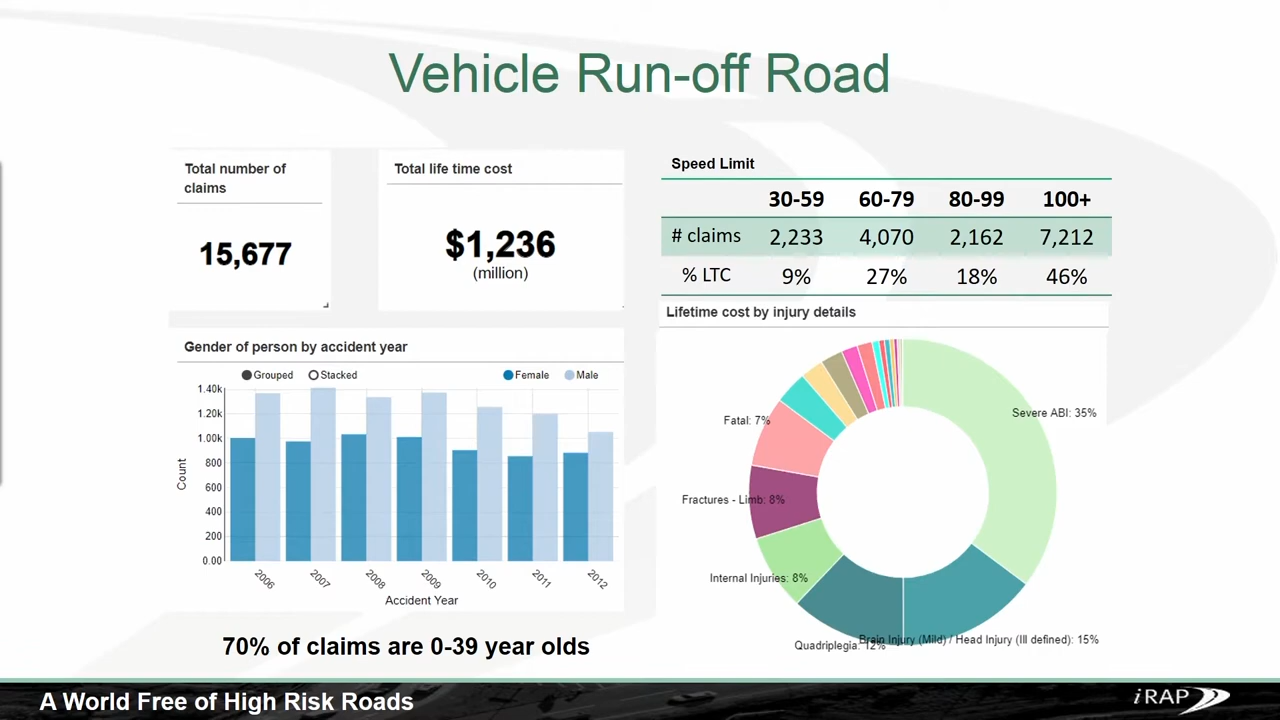 Vehicle Run-off Road
Total number of
claims
15,677
Total life time cost
$1,236
(million)
Speed Limit
30-59 60-79 80-99 100+
# claims 2,233 4,070 2,162 7,212
% LTC 9% 27% 18% 46%
Gender of person by accident year
Grouped Stacked Female Male
1.40k
1.20k
1.00k
800
600
400
200
0.00
Count
2006 2007 2008 2009 2010 2011 2012
Accident Year
70% of claims are 0-39 year olds
Lifetime cost by injury details
Severe ABI: 35%
Fatal: 7%
Fractures - Limb: 8%
Internal Injuries: 8%
Quadriplegia: 12%
Brain Injury (Mild) / Head Injury (Ill defined): 15%
A World Free of High Risk Roads
iRAP